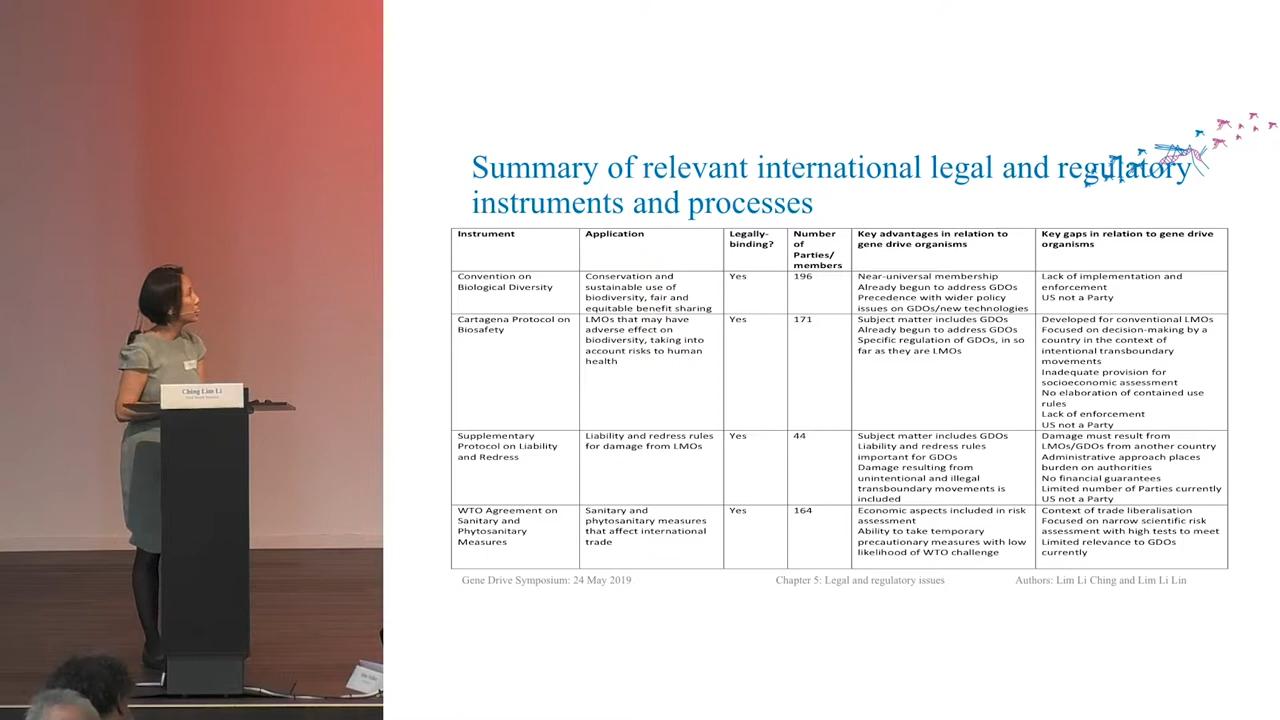 Summary of relevant international legal and regulatory
instruments and processes
Instrument
Application
Legally-
binding?
Number
of
Parties/
members
Key advantages in relation to
gene drive organisms
Key gaps in relation to gene drive
organisms
Convention on
Biological Diversity
Conservation and
sustainable use of
biodiversity, fair and
equitable benefit sharing
Yes
196
Near-universal membership
Already begun to address GDOs
Precedence with wider policy
issues on GDOs/new technologies
Lack of implementation and
enforcement
US not a Party
Cartagena Protocol on
Biosafety
LMOs that may have
adverse effect on
biodiversity, taking into
account risks to human
health
Yes
171
Subject matter includes GDOs
Already begun to address GDOs
Specific regulation of GDOs, in so
far as they are LMOs
Developed for conventional LMOs
Focused on decision-making by a
country in the context of
intentional transboundary
movements
Inadequate provision for
socioeconomic assessment
No elaboration of contained use
rules
Lack of enforcement
US not a Party
Supplementary
Protocol on Liability
and Redress
Liability and redress rules
for damage from LMOs
Yes
44
Subject matter includes GDOs
Liability and redress rules
important for GDOs
Damage resulting from
unintentional and illegal
transboundary movements is
included
Damage must result from
LMOs/GDOs from another country
Administrative approach places
burden on authorities
No financial guarantees
Limited number of Parties currently
US not a Party
WTO Agreement on
Sanitary and
Phytosanitary
Measures
Sanitary and
phytosanitary measures
that affect international
trade
Yes
164
Economic aspects included in risk
assessment
Ability to take temporary
precautionary measures with low
likelihood of WTO challenge
Context of trade liberalisation
Focused on narrow scientific risk
assessment with high tests to meet
Limited relevance to GDOs
currently
Gene Drive Symposium: 24 May 2019
Chapter 5: Legal and regulatory issues
Authors: Lim Li Ching and Lim Li Lin
Ching Lim Li